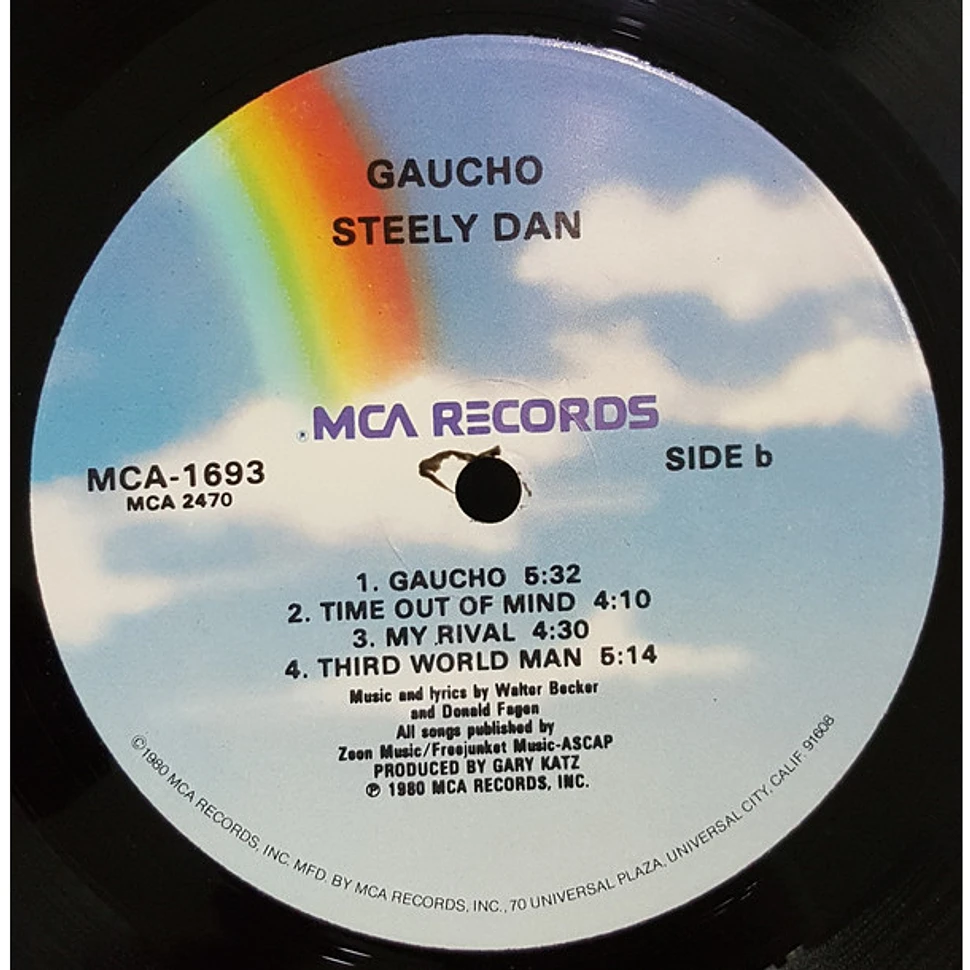 GAUCHO
STEELY DAN
® MCA RECORDS
MCA-1693
MCA 2470
SIDE b
1. GAUCHO 5:32
2. TIME OUT OF MIND 4:10
3. MY RIVAL 4:30
4. THIRD WORLD MAN 5:14
Music and lyrics by Walter Becker
and Donald Fagen
All songs published by
Zeon Music/Freejunket Music-ASCAP
PRODUCED BY GARY KATZ
℗ 1980 MCA RECORDS, INC.
©1980 MCA RECORDS, INC. MFD. BY MCA RECORDS, INC., 70 UNIVERSAL PLAZA, UNIVERSAL CITY, CALIF. 91608